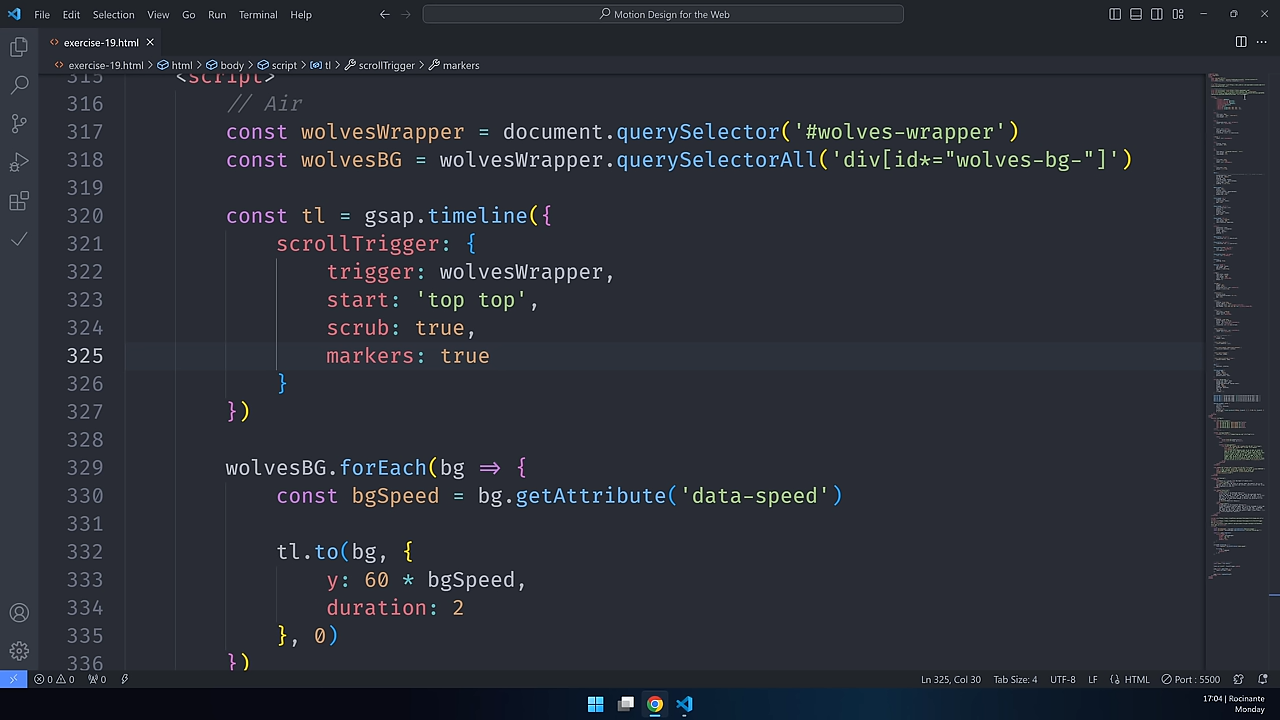 File Edit Selection View Go Run Terminal Help
Motion Design for the Web
exercise-19.html
exercise-19.html > html > body > script > tl > scrollTrigger > markers
315 <script>
316 // Air
317 const wolvesWrapper = document.querySelector('#wolves-wrapper')
318 const wolvesBG = wolvesWrapper.querySelectorAll('div[id*="wolves-bg-"]')
319
320 const tl = gsap.timeline({
321 scrollTrigger: {
322 trigger: wolvesWrapper,
323 start: 'top top',
324 scrub: true,
325 markers: true
326 }
327 })
328
329 wolvesBG.forEach(bg => {
330 const bgSpeed = bg.getAttribute('data-speed')
331
332 tl.to(bg, {
333 y: 60 * bgSpeed,
334 duration: 2
335 }, 0)
336 })
0 0 0 Ln 325, Col 30 Tab Size: 4 UTF-8 LF HTML Port : 5500
17:04 | Rocinante
Monday